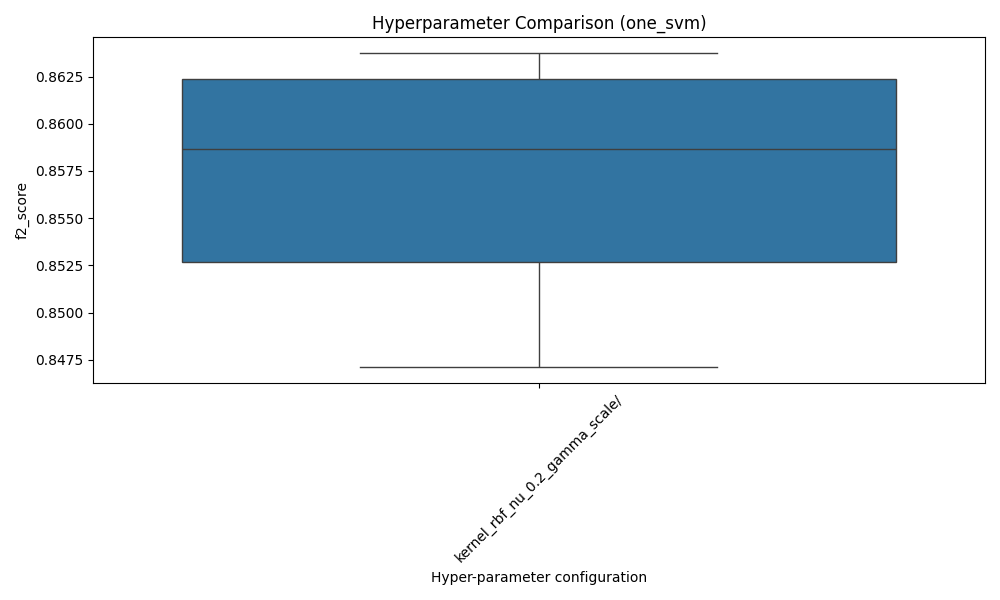 Hyperparameter Comparison (one_svm)
f2_score
0.8625
0.8600
0.8575
0.8550
0.8525
0.8500
0.8475
kernel_rbf_nu_0.2_gamma_scale/
Hyper-parameter configuration